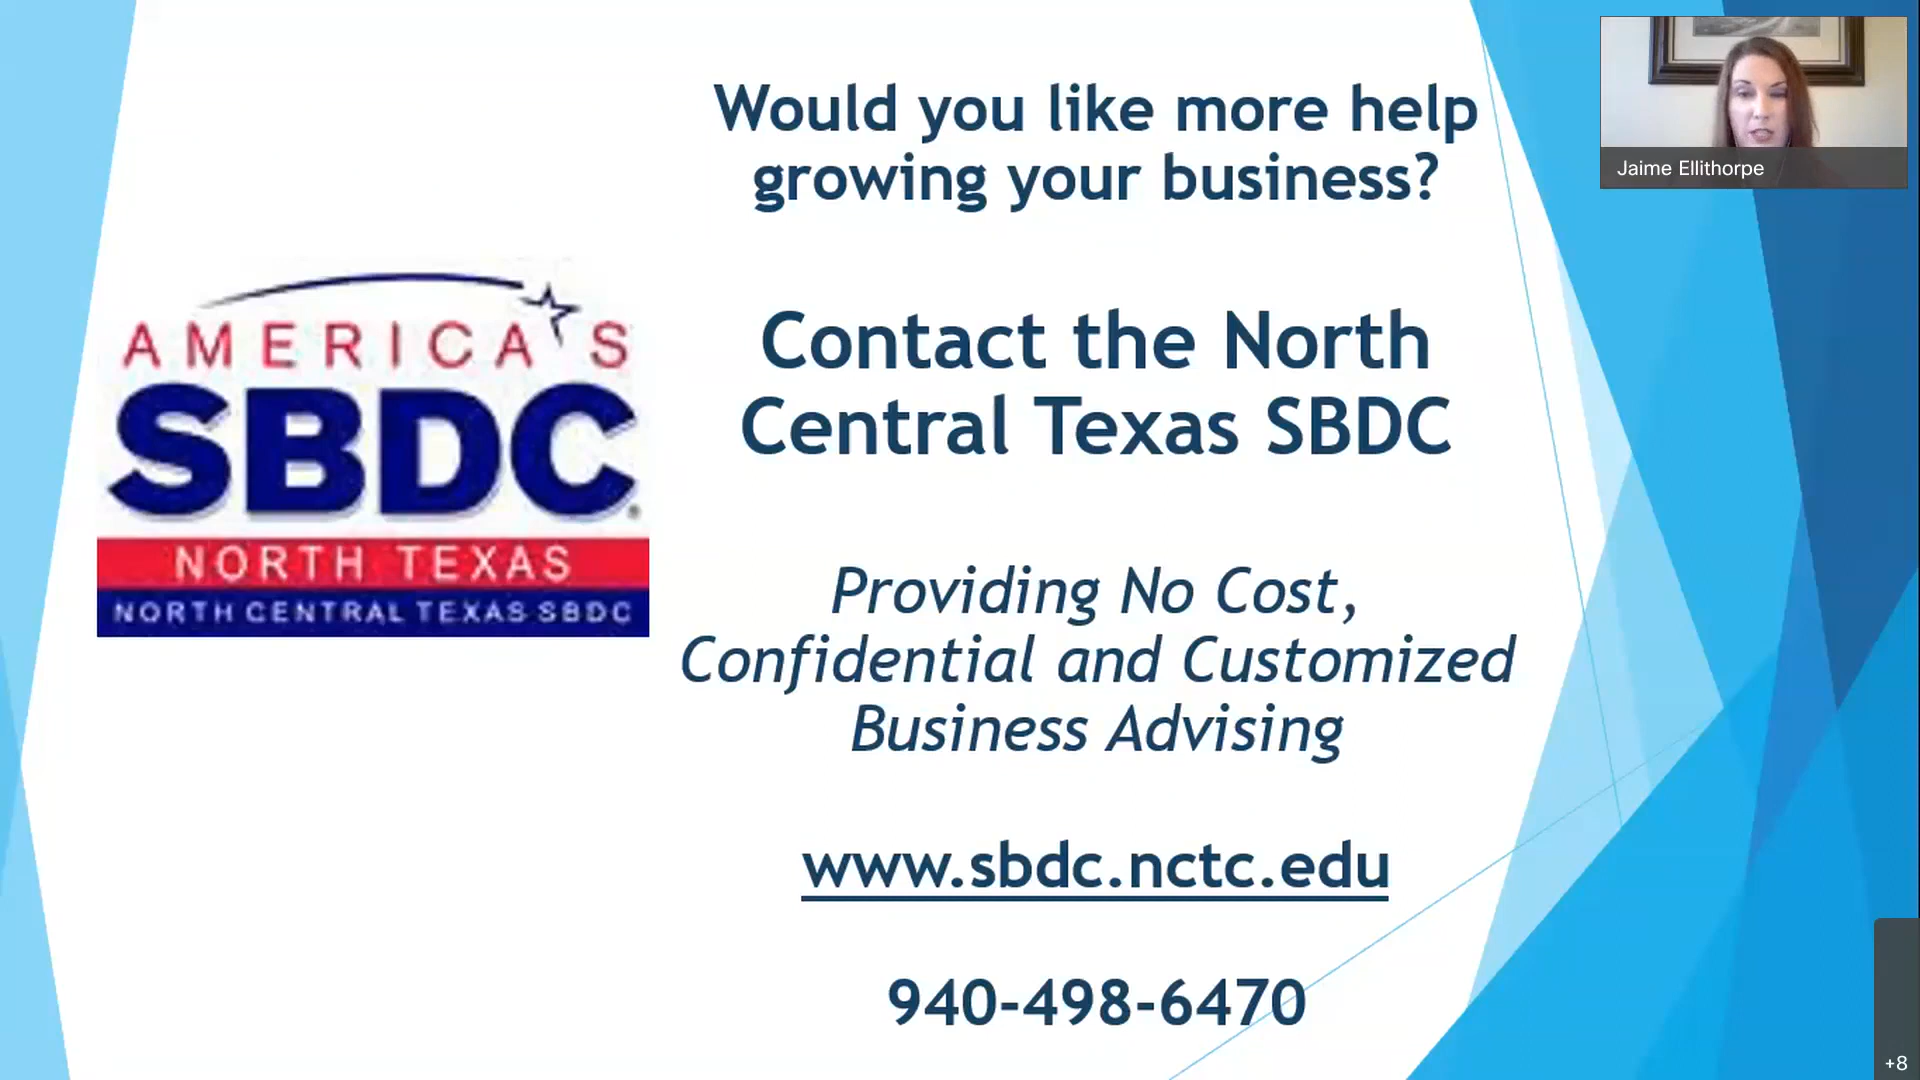 Would you like more help
growing your business?
AMERICA'S
SBDC
NORTH TEXAS
NORTH CENTRAL TEXAS SBDC
Contact the North
Central Texas SBDC
Providing No Cost,
Confidential and Customized
Business Advising
www.sbdc.nctc.edu
940-498-6470
Jaime Ellithorpe
+8